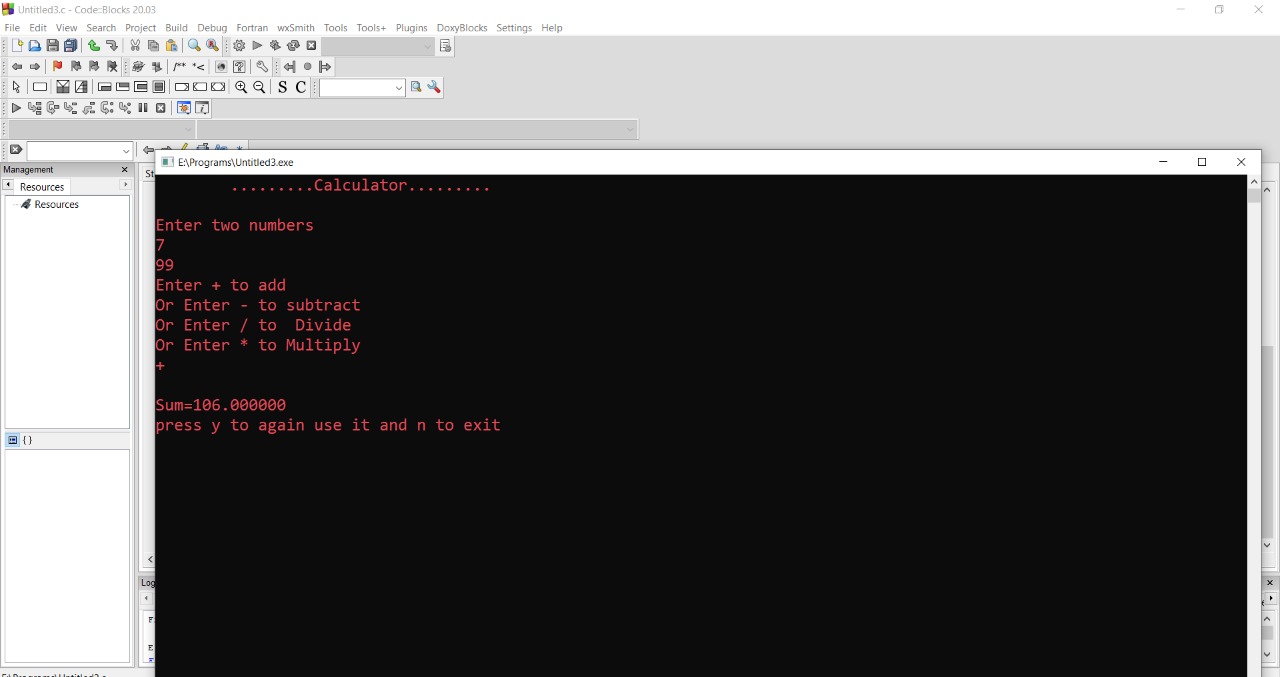 Untitled3.c - Code::Blocks 20.03
File Edit View Search Project Build Debug Fortran wxSmith Tools Tools+ Plugins DoxyBlocks Settings Help
/** *<
S C
Management
Resources
Resources
{}
St
E:\Programs\Untitled3.exe
.........Calculator.........
Enter two numbers
7
99
Enter + to add
Or Enter - to subtract
Or Enter / to  Divide
Or Enter * to Multiply
+
Sum=106.000000
press y to again use it and n to exit
Log